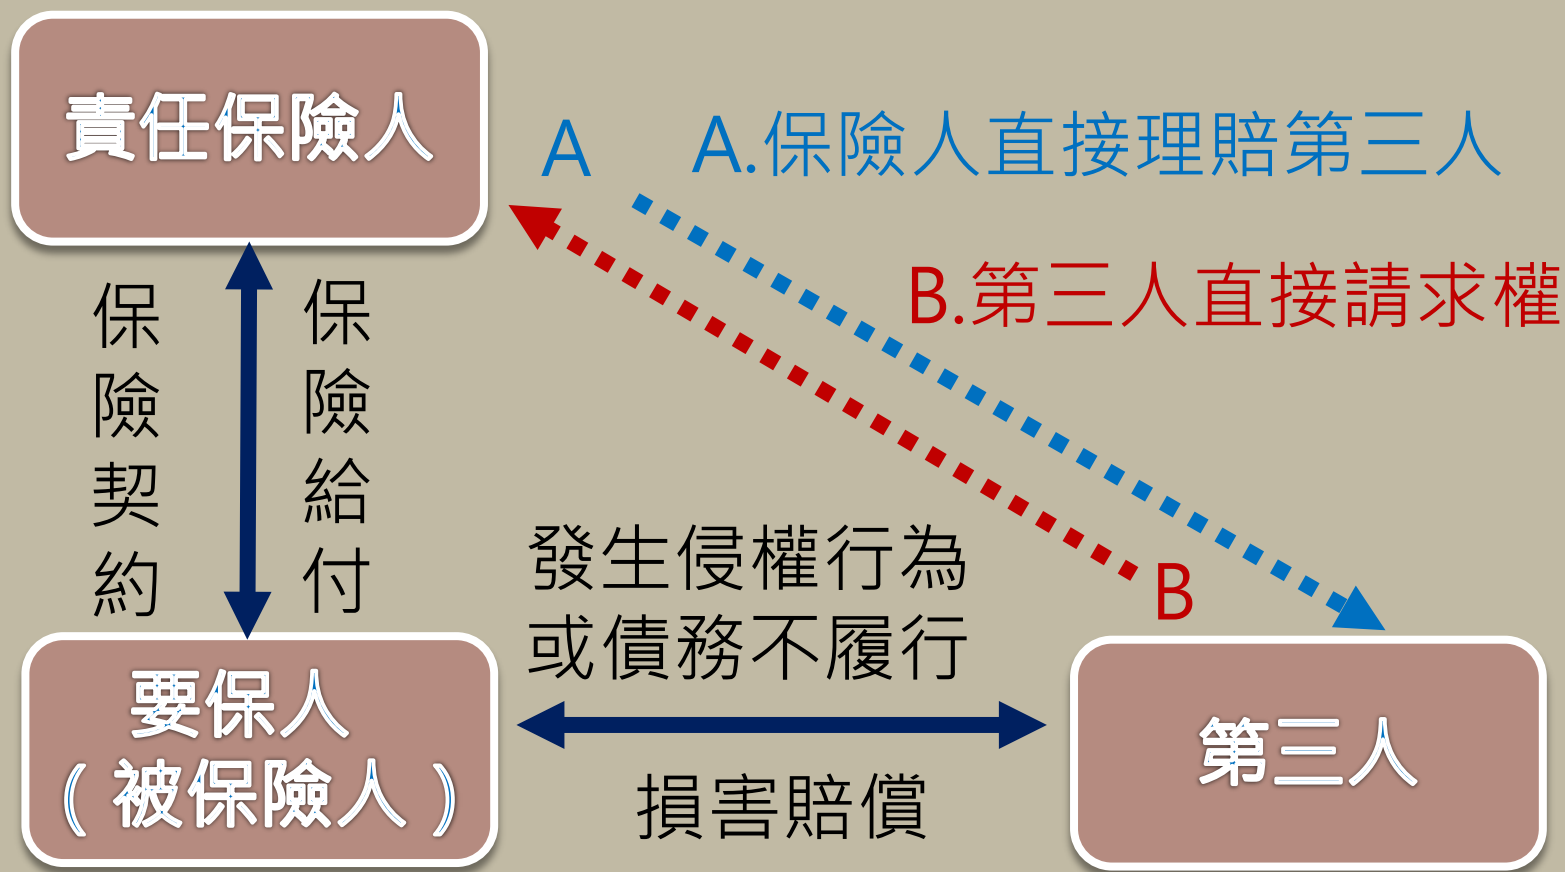 責任保險人
A
A.保險人直接理賠第三人
B.第三人直接請求權
保險契約
保險給付
發生侵權行為
或債務不履行
B
要保人
(被保險人)
損害賠償
第三人